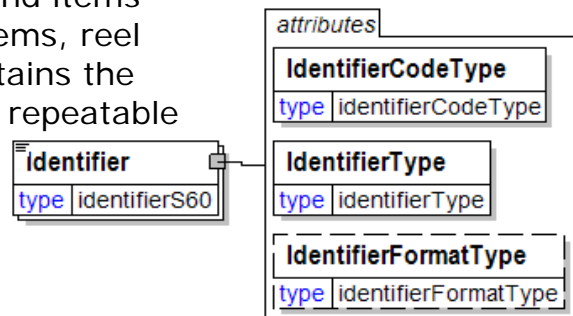 nd items
ems, reel
tains the
repeatable
attributes
IdentifierCodeType
type identifierCodeType
Identifier
type identifierS60
IdentifierType
type identifierType
IdentifierFormatType
type identifierFormatType